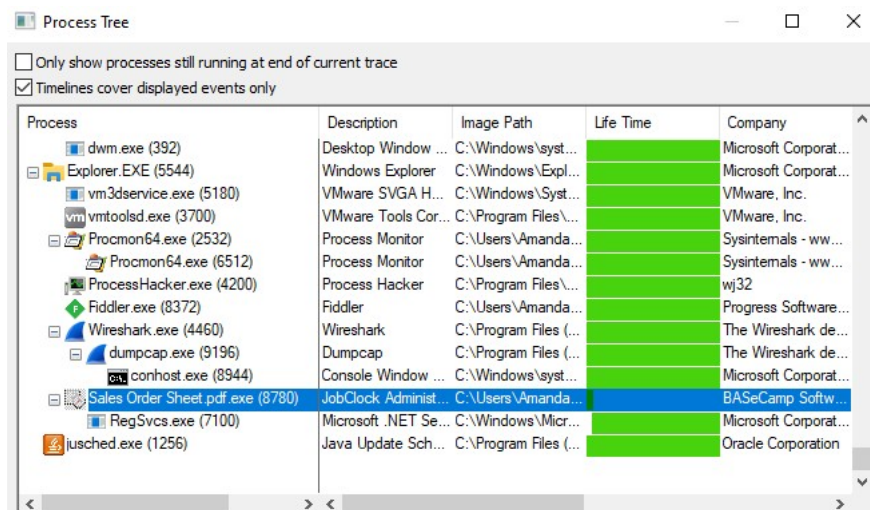 Process Tree
Only show processes still running at end of current trace
Timelines cover displayed events only
Process Description Image Path Life Time Company
dwm.exe (392) Desktop Window ... C:\Windows\syst... Microsoft Corporat...
Explorer.EXE (5544) Windows Explorer C:\Windows\Expl... Microsoft Corporat...
vm3dservice.exe (5180) VMware SVGA H... C:\Windows\Syst... VMware, Inc.
vm vmtoolsd.exe (3700) VMware Tools Cor... C:\Program Files\... VMware, Inc.
Procmon64.exe (2532) Process Monitor C:\Users\Amanda... Sysinternals - ww...
Procmon64.exe (6512) Process Monitor C:\Users\Amanda... Sysinternals - ww...
ProcessHacker.exe (4200) Process Hacker C:\Program Files\... wj32
F Fiddler.exe (8372) Fiddler C:\Users\Amanda... Progress Software...
Wireshark.exe (4460) Wireshark C:\Program Files (... The Wireshark de...
dumpcap.exe (9196) Dumpcap C:\Program Files (... The Wireshark de...
conhost.exe (8944) Console Window ... C:\Windows\syst... Microsoft Corporat...
Sales Order Sheet.pdf.exe (8780) JobClock Administ... C:\Users\Amanda... BASeCamp Softw...
RegSvcs.exe (7100) Microsoft .NET Se... C:\Windows\Micr... Microsoft Corporat...
jusched.exe (1256) Java Update Sch... C:\Program Files (... Oracle Corporation